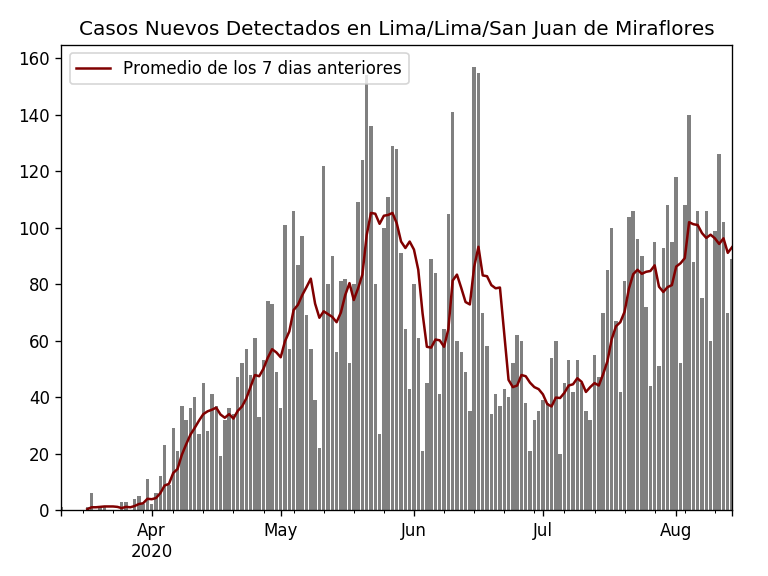 Casos Nuevos Detectados en Lima/Lima/San Juan de Miraflores
Promedio de los 7 dias anteriores
160
140
120
100
80
60
40
20
0
Apr
2020
May
Jun
Jul
Aug